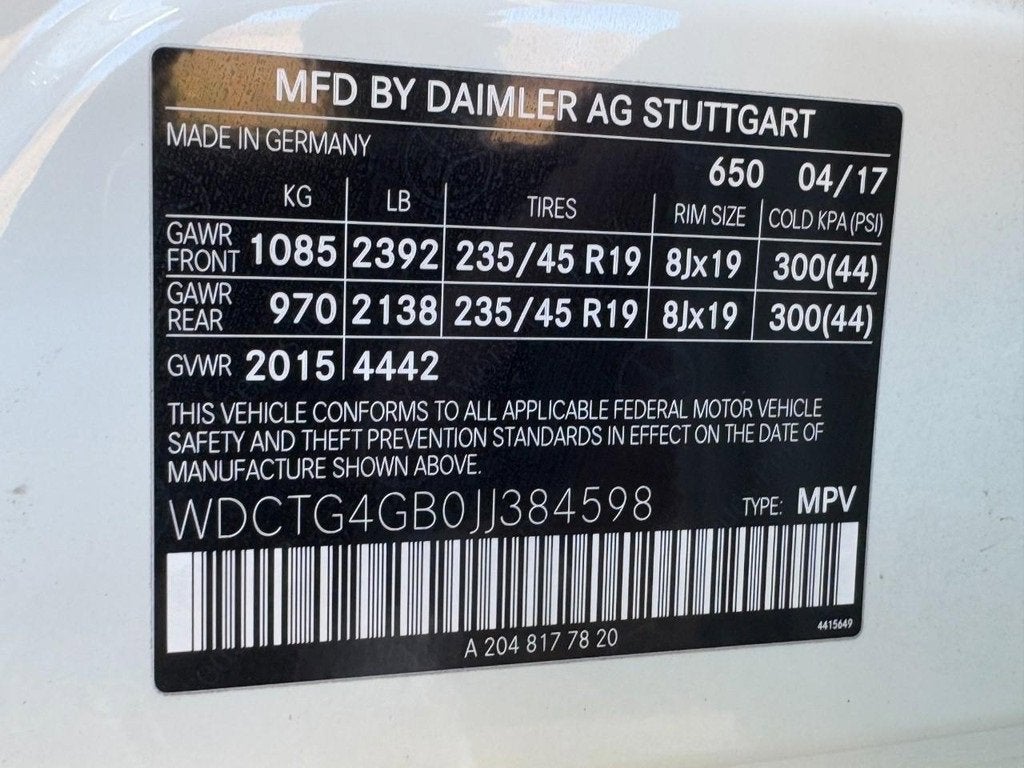 MFD BY DAIMLER AG STUTTGART
MADE IN GERMANY
650 04/17
KG LB TIRES RIM SIZE COLD KPA (PSI)
GAWR FRONT 1085 2392 235/45 R19 8Jx19 300(44)
GAWR REAR 970 2138 235/45 R19 8Jx19 300(44)
GVWR 2015 4442
THIS VEHICLE CONFORMS TO ALL APPLICABLE FEDERAL MOTOR VEHICLE
SAFETY AND THEFT PREVENTION STANDARDS IN EFFECT ON THE DATE OF
MANUFACTURE SHOWN ABOVE.
WDCTG4GB0JJ384598 TYPE: MPV
A 204 817 78 20
4415649